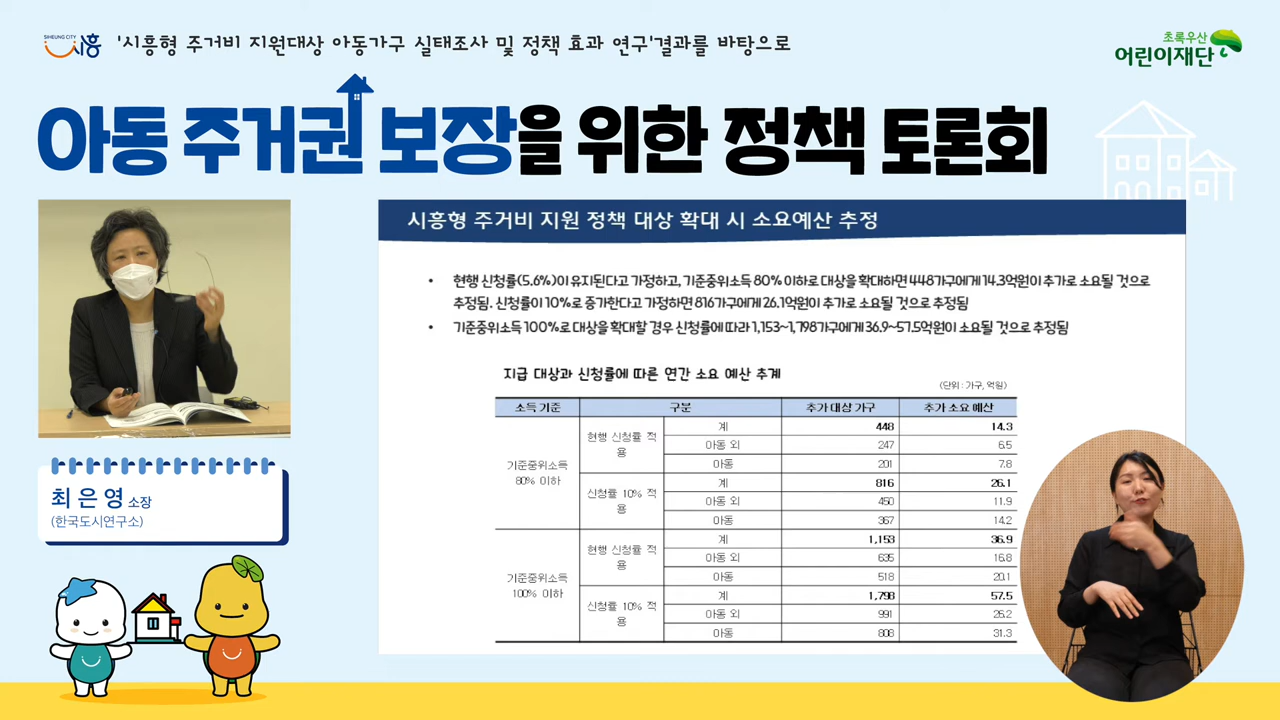 SIHEUNG CITY
시흥
'시흥형 주거비 지원대상 아동가구 실태조사 및 정책 효과 연구'결과를 바탕으로
초록우산
어린이재단
아동 주거권 보장을 위한 정책 토론회
시흥형 주거비 지원 정책 대상 확대 시 소요예산 추정
• 현행 신청률(5.6%)이 유지된다고 가정하고, 기준중위소득 80% 이하로 대상을 확대하면 448가구에게 14.3억원이 추가로 소요될 것으로
추정됨. 신청률이 10%로 증가한다고 가정하면 816가구에게 26.1억원이 추가로 소요될 것으로 추정됨
• 기준중위소득 100%로 대상을 확대할 경우 신청률에 따라 1,153~1,798가구에게 36.9~57.5억원이 소요될 것으로 추정됨
지급 대상과 신청률에 따른 연간 소요 예산 추계
(단위 : 가구, 억원)
소득 기준 구분 추가 대상 가구 추가 소요 예산
기준중위소득
80% 이하
현행 신청률 적
용
계 448 14.3
아동 외 247 6.5
아동 201 7.8
신청률 10% 적
용
계 816 26.1
아동 외 450 11.9
아동 367 14.2
기준중위소득
100% 이하
현행 신청률 적
용
계 1,153 36.9
아동 외 635 16.8
아동 518 20.1
신청률 10% 적
용
계 1,798 57.5
아동 외 991 26.2
아동 808 31.3
최은영 소장
(한국도시연구소)